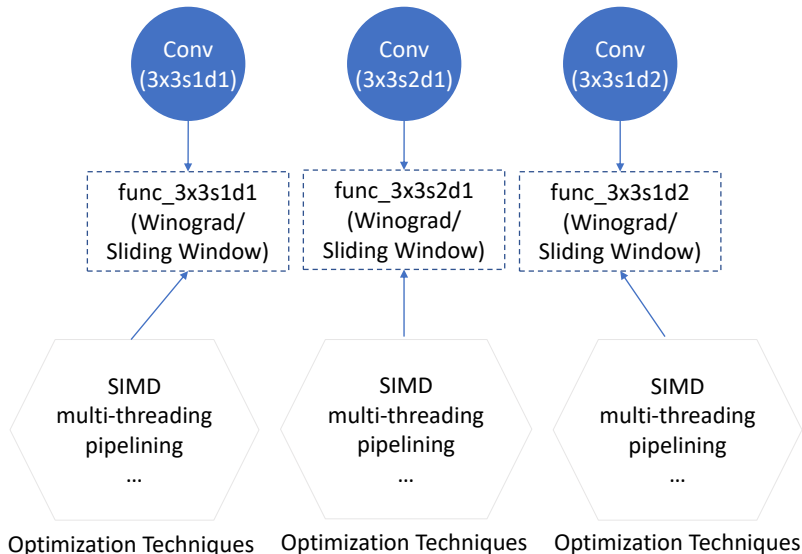 Conv
(3x3s1d1)
Conv
(3x3s2d1)
Conv
(3x3s1d2)
func_3x3s1d1
(Winograd/
Sliding Window)
func_3x3s2d1
(Winograd/
Sliding Window)
func_3x3s1d2
(Winograd/
Sliding Window)
SIMD
multi-threading
pipelining
...
SIMD
multi-threading
pipelining
...
SIMD
multi-threading
pipelining
...
Optimization Techniques
Optimization Techniques
Optimization Techniques